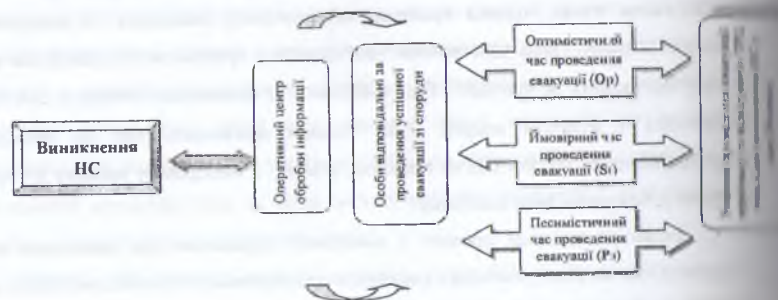 Виникнення
НС
Оперативний центр
обробки інформації
Особи відповідальні за
проведення успішної
евакуації зі споруди
Оптимістичний
час проведення
евакуації (Op)
Ймовірний час
проведення
евакуації (St)
Песимістичний
час проведення
евакуації (Рз)